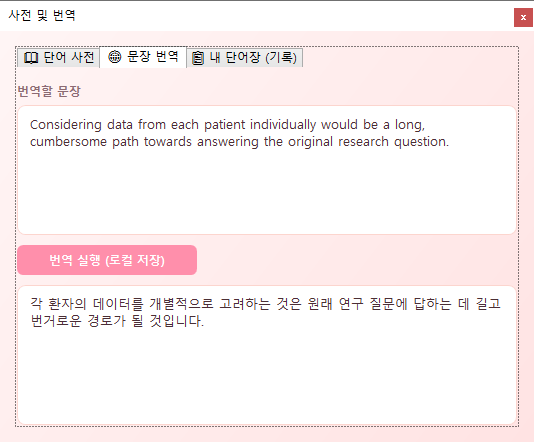 사전 및 번역
x
단어 사전 문장 번역 내 단어장 (기록)
번역할 문장
Considering data from each patient individually would be a long,
cumbersome path towards answering the original research question.
번역 실행 (로컬 저장)
각 환자의 데이터를 개별적으로 고려하는 것은 원래 연구 질문에 답하는 데 길고
번거로운 경로가 될 것입니다.